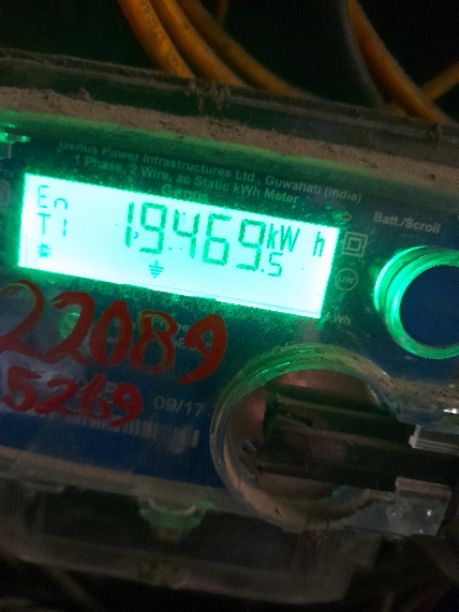 Genus Power Infrastructures Ltd., Guwahati (India)
1 Phase, 2 Wire, ac Static kWh Meter
Genus
Batt./Scroll
En
T1
19469.5 kW h
22089
5269
09/17